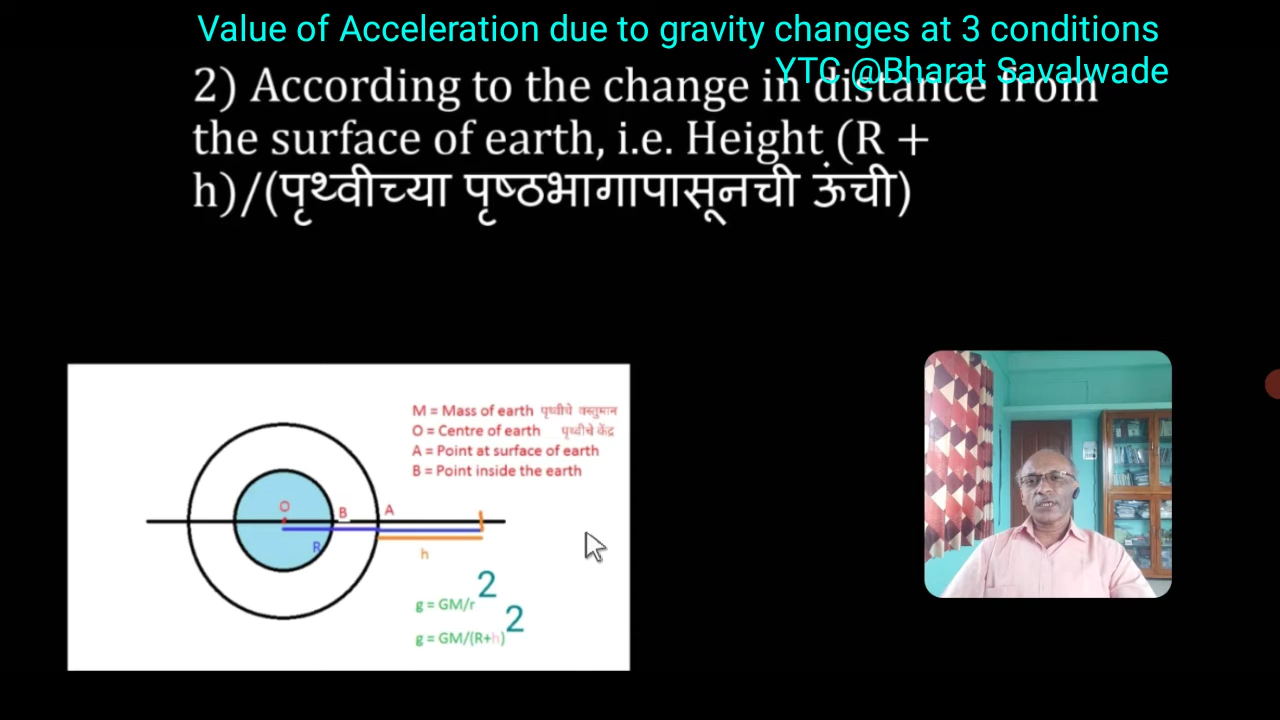 Value of Acceleration due to gravity changes at 3 conditions
YTC @Bharat Savalwade
2) According to the change in distance from
the surface of earth, i.e. Height (R +
h)/(पृथ्वीच्या पृष्ठभागापासूनची ऊंची)
M = Mass of earth पृथ्वीचे वस्तुमान
O = Centre of earth पृथ्वीचे केंद्र
A = Point at surface of earth
B = Point inside the earth
O
B
A
R
h
g = GM/r 2
g = GM/(R+h) 2